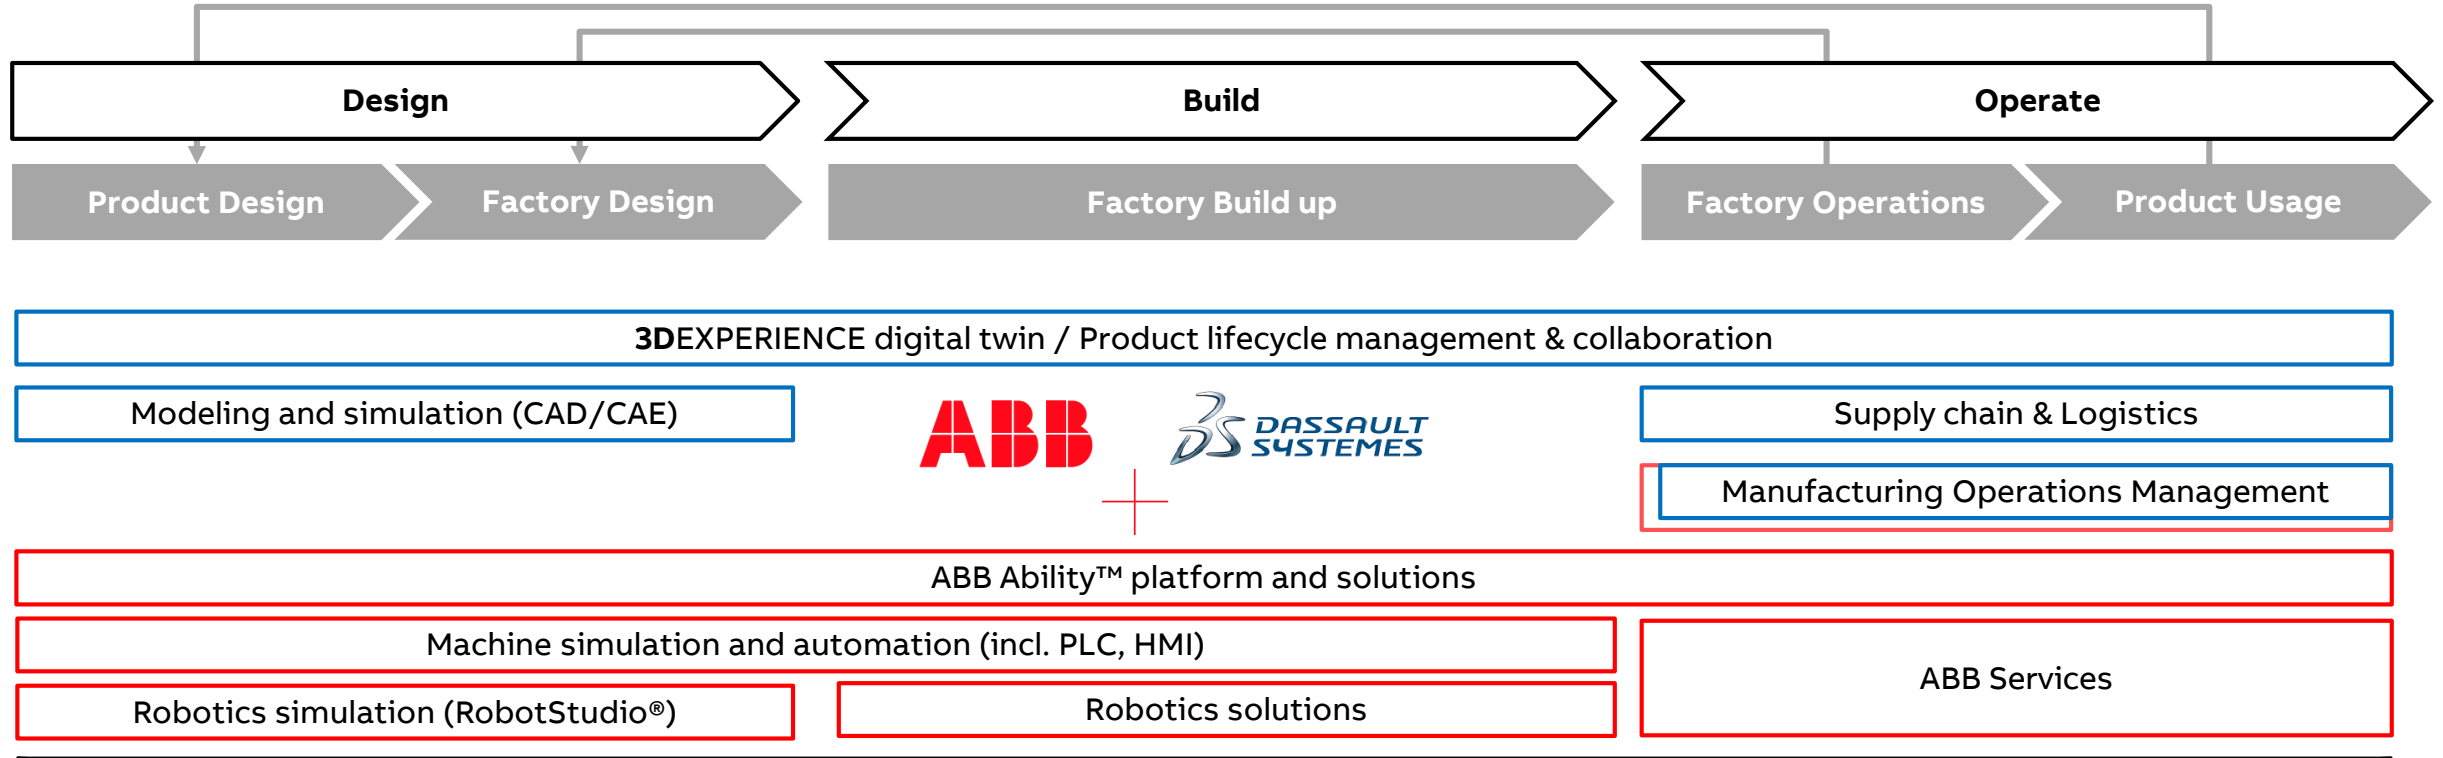 Design
Build
Operate
Product Design
Factory Design
Factory Build up
Factory Operations
Product Usage
3DEXPERIENCE digital twin / Product lifecycle management & collaboration
Modeling and simulation (CAD/CAE)
ABB
DASSAULT
SYSTEMES
Supply chain & Logistics
Manufacturing Operations Management
ABB Ability™ platform and solutions
Machine simulation and automation (incl. PLC, HMI)
ABB Services
Robotics simulation (RobotStudio®)
Robotics solutions